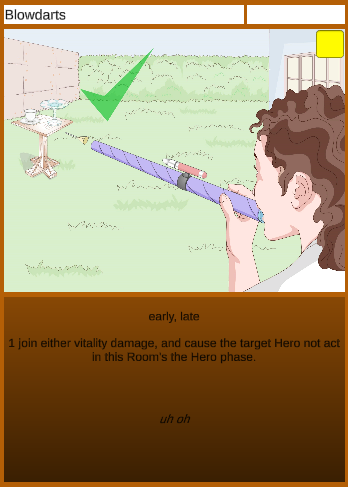 Blowdarts
early, late
1 join either vitality damage, and cause the target Hero not act
in this Room's the Hero phase.
uh oh